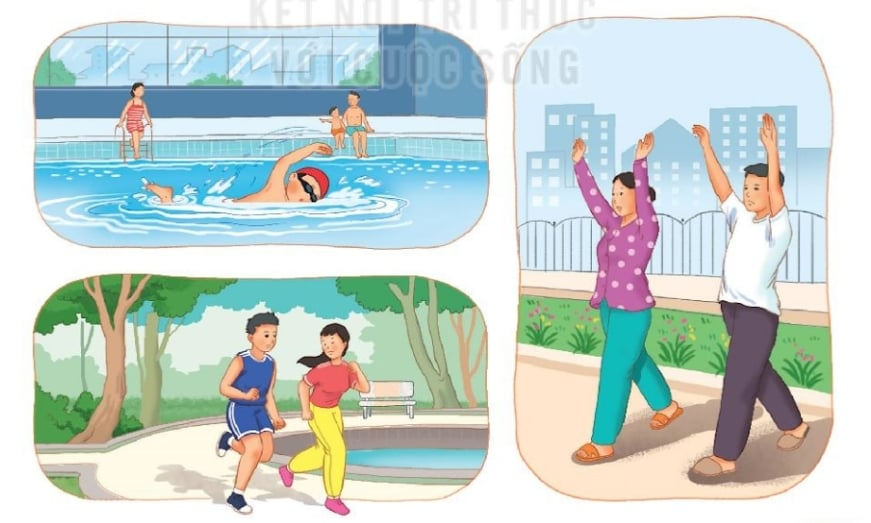 KẾT NỐI TRI THỨC
VỚI CUỘC SỐNG